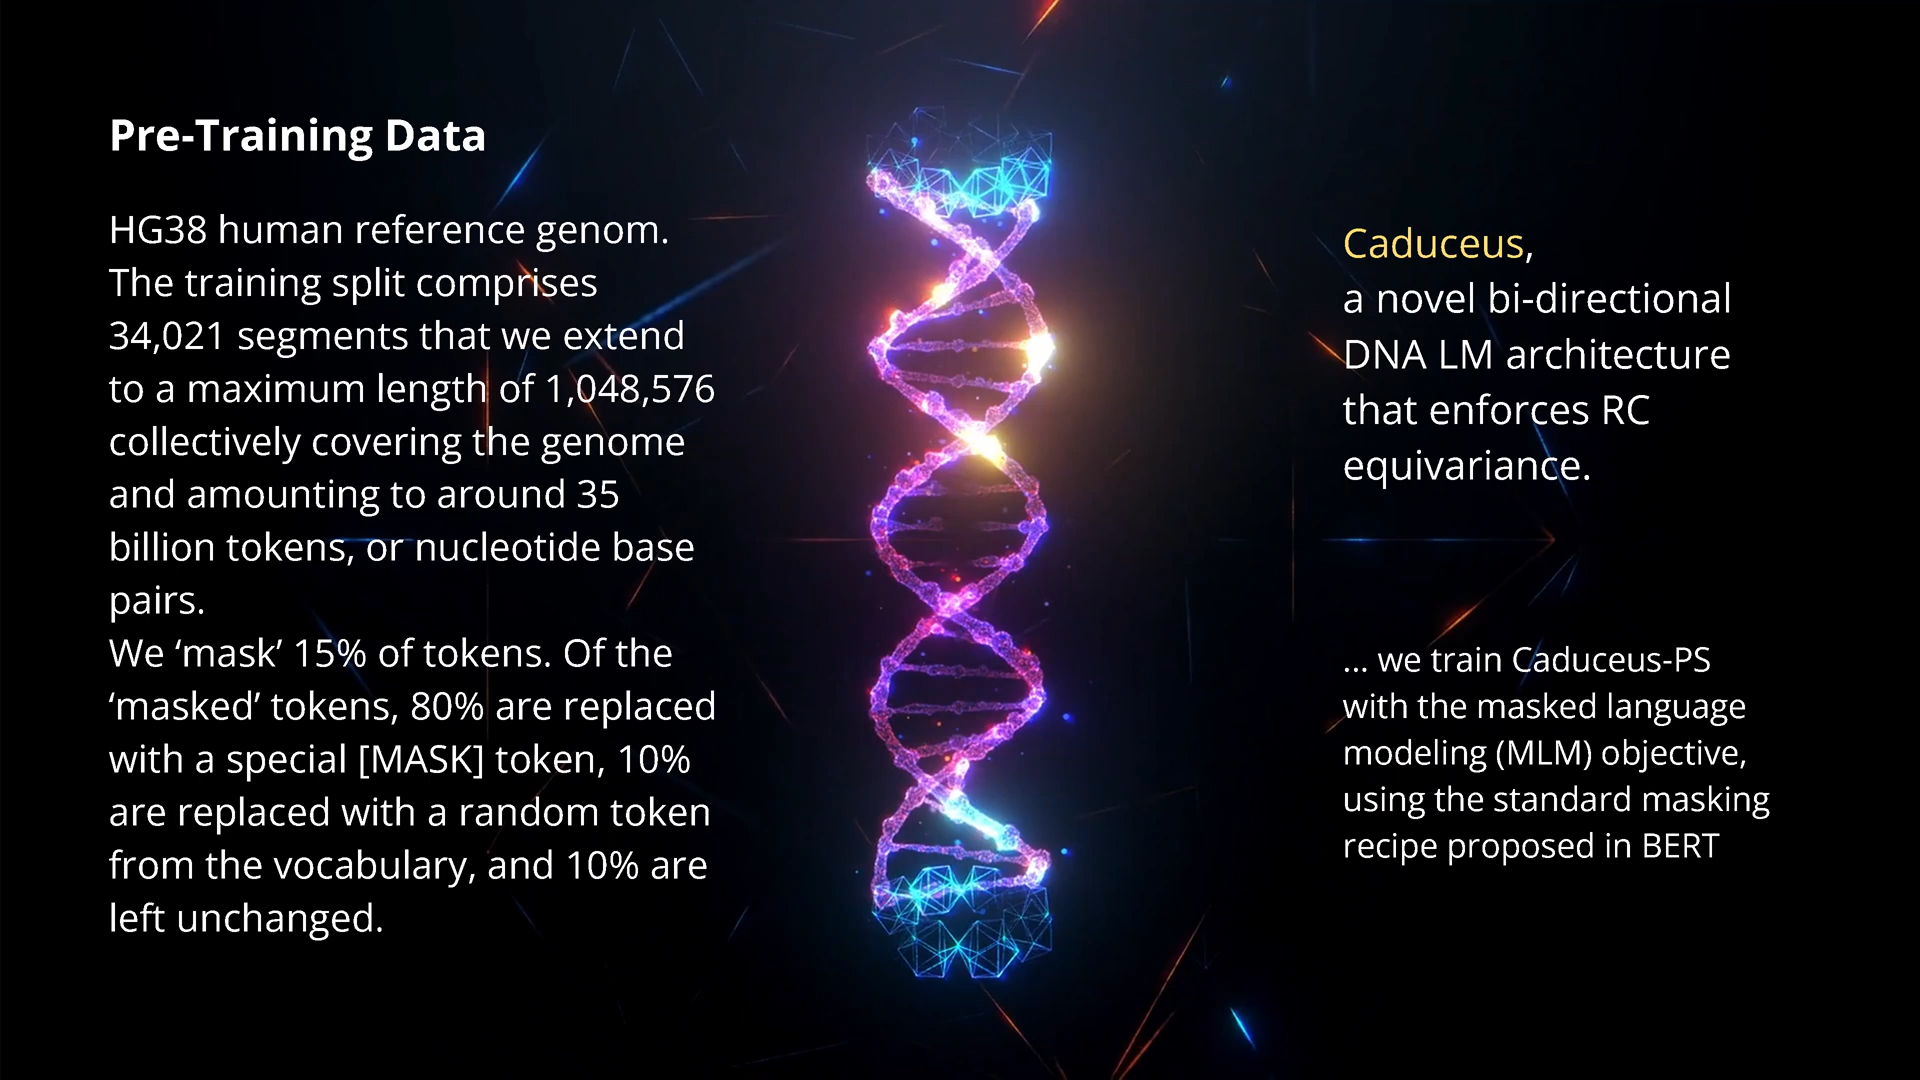 Pre-Training Data
HG38 human reference genom.
The training split comprises
34,021 segments that we extend
to a maximum length of 1,048,576
collectively covering the genome
and amounting to around 35
billion tokens, or nucleotide base
pairs.
We ‘mask’ 15% of tokens. Of the
‘masked’ tokens, 80% are replaced
with a special [MASK] token, 10%
are replaced with a random token
from the vocabulary, and 10% are
left unchanged.
Caduceus,
a novel bi-directional
DNA LM architecture
that enforces RC
equivariance.
... we train Caduceus-PS
with the masked language
modeling (MLM) objective,
using the standard masking
recipe proposed in BERT